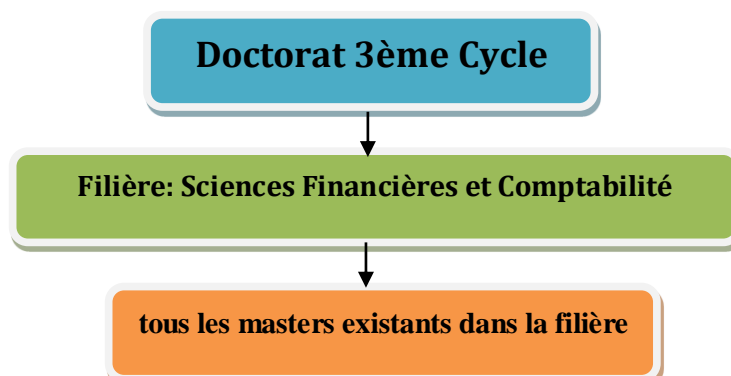 Doctorat 3ème Cycle
Filière: Sciences Financières et Comptabilité
tous les masters existants dans la filière